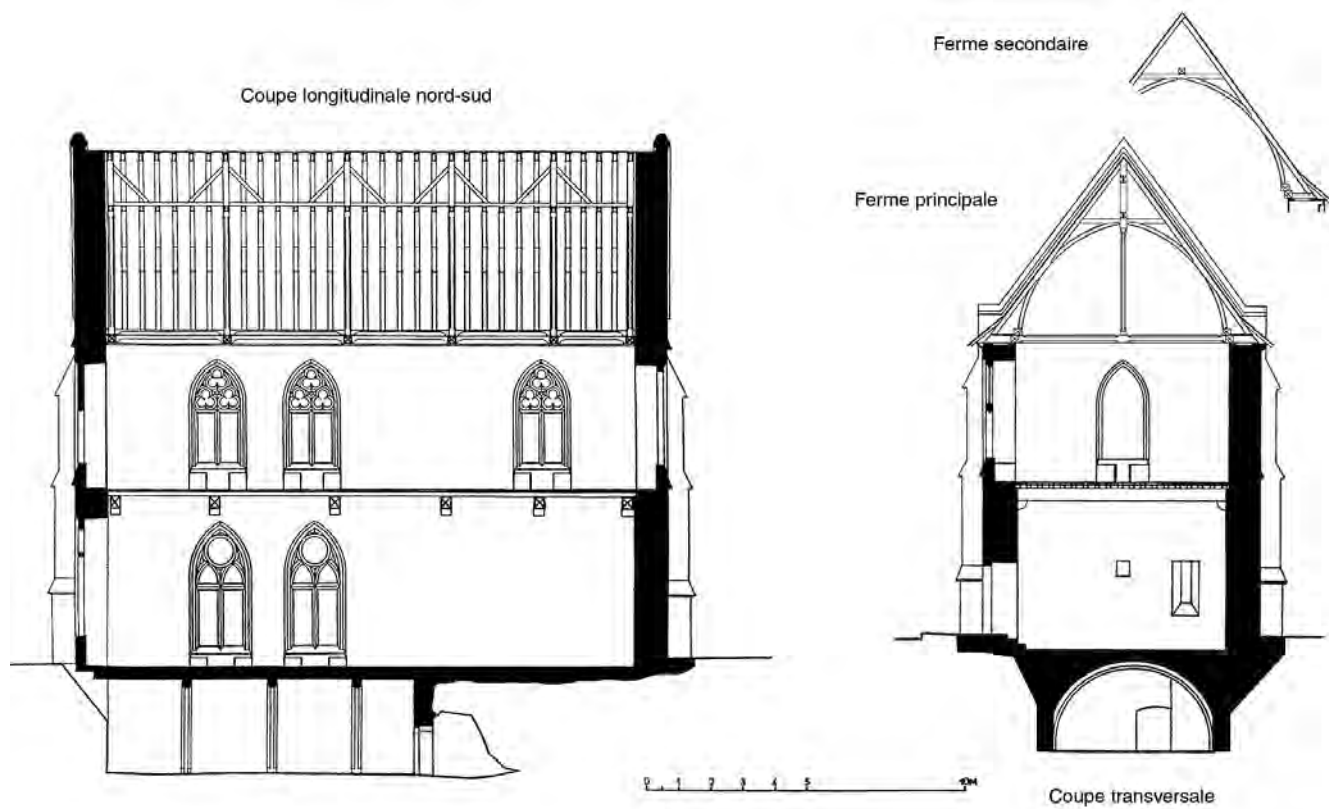 Ferme secondaire
Coupe longitudinale nord-sud
Ferme principale
0 1 2 3 4 5 10M
Coupe transversale